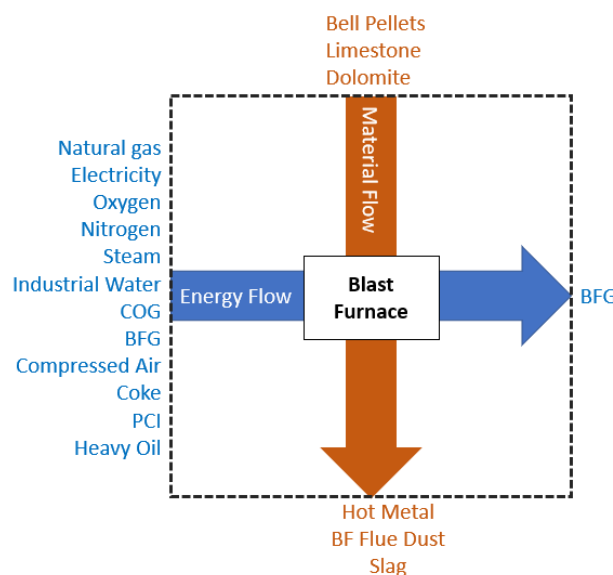 Bell Pellets
Limestone
Dolomite
Material Flow
Natural gas
Electricity
Oxygen
Nitrogen
Steam
Industrial Water
COG
BFG
Compressed Air
Coke
PCI
Heavy Oil
Energy Flow
Blast
Furnace
BFG
Hot Metal
BF Flue Dust
Slag